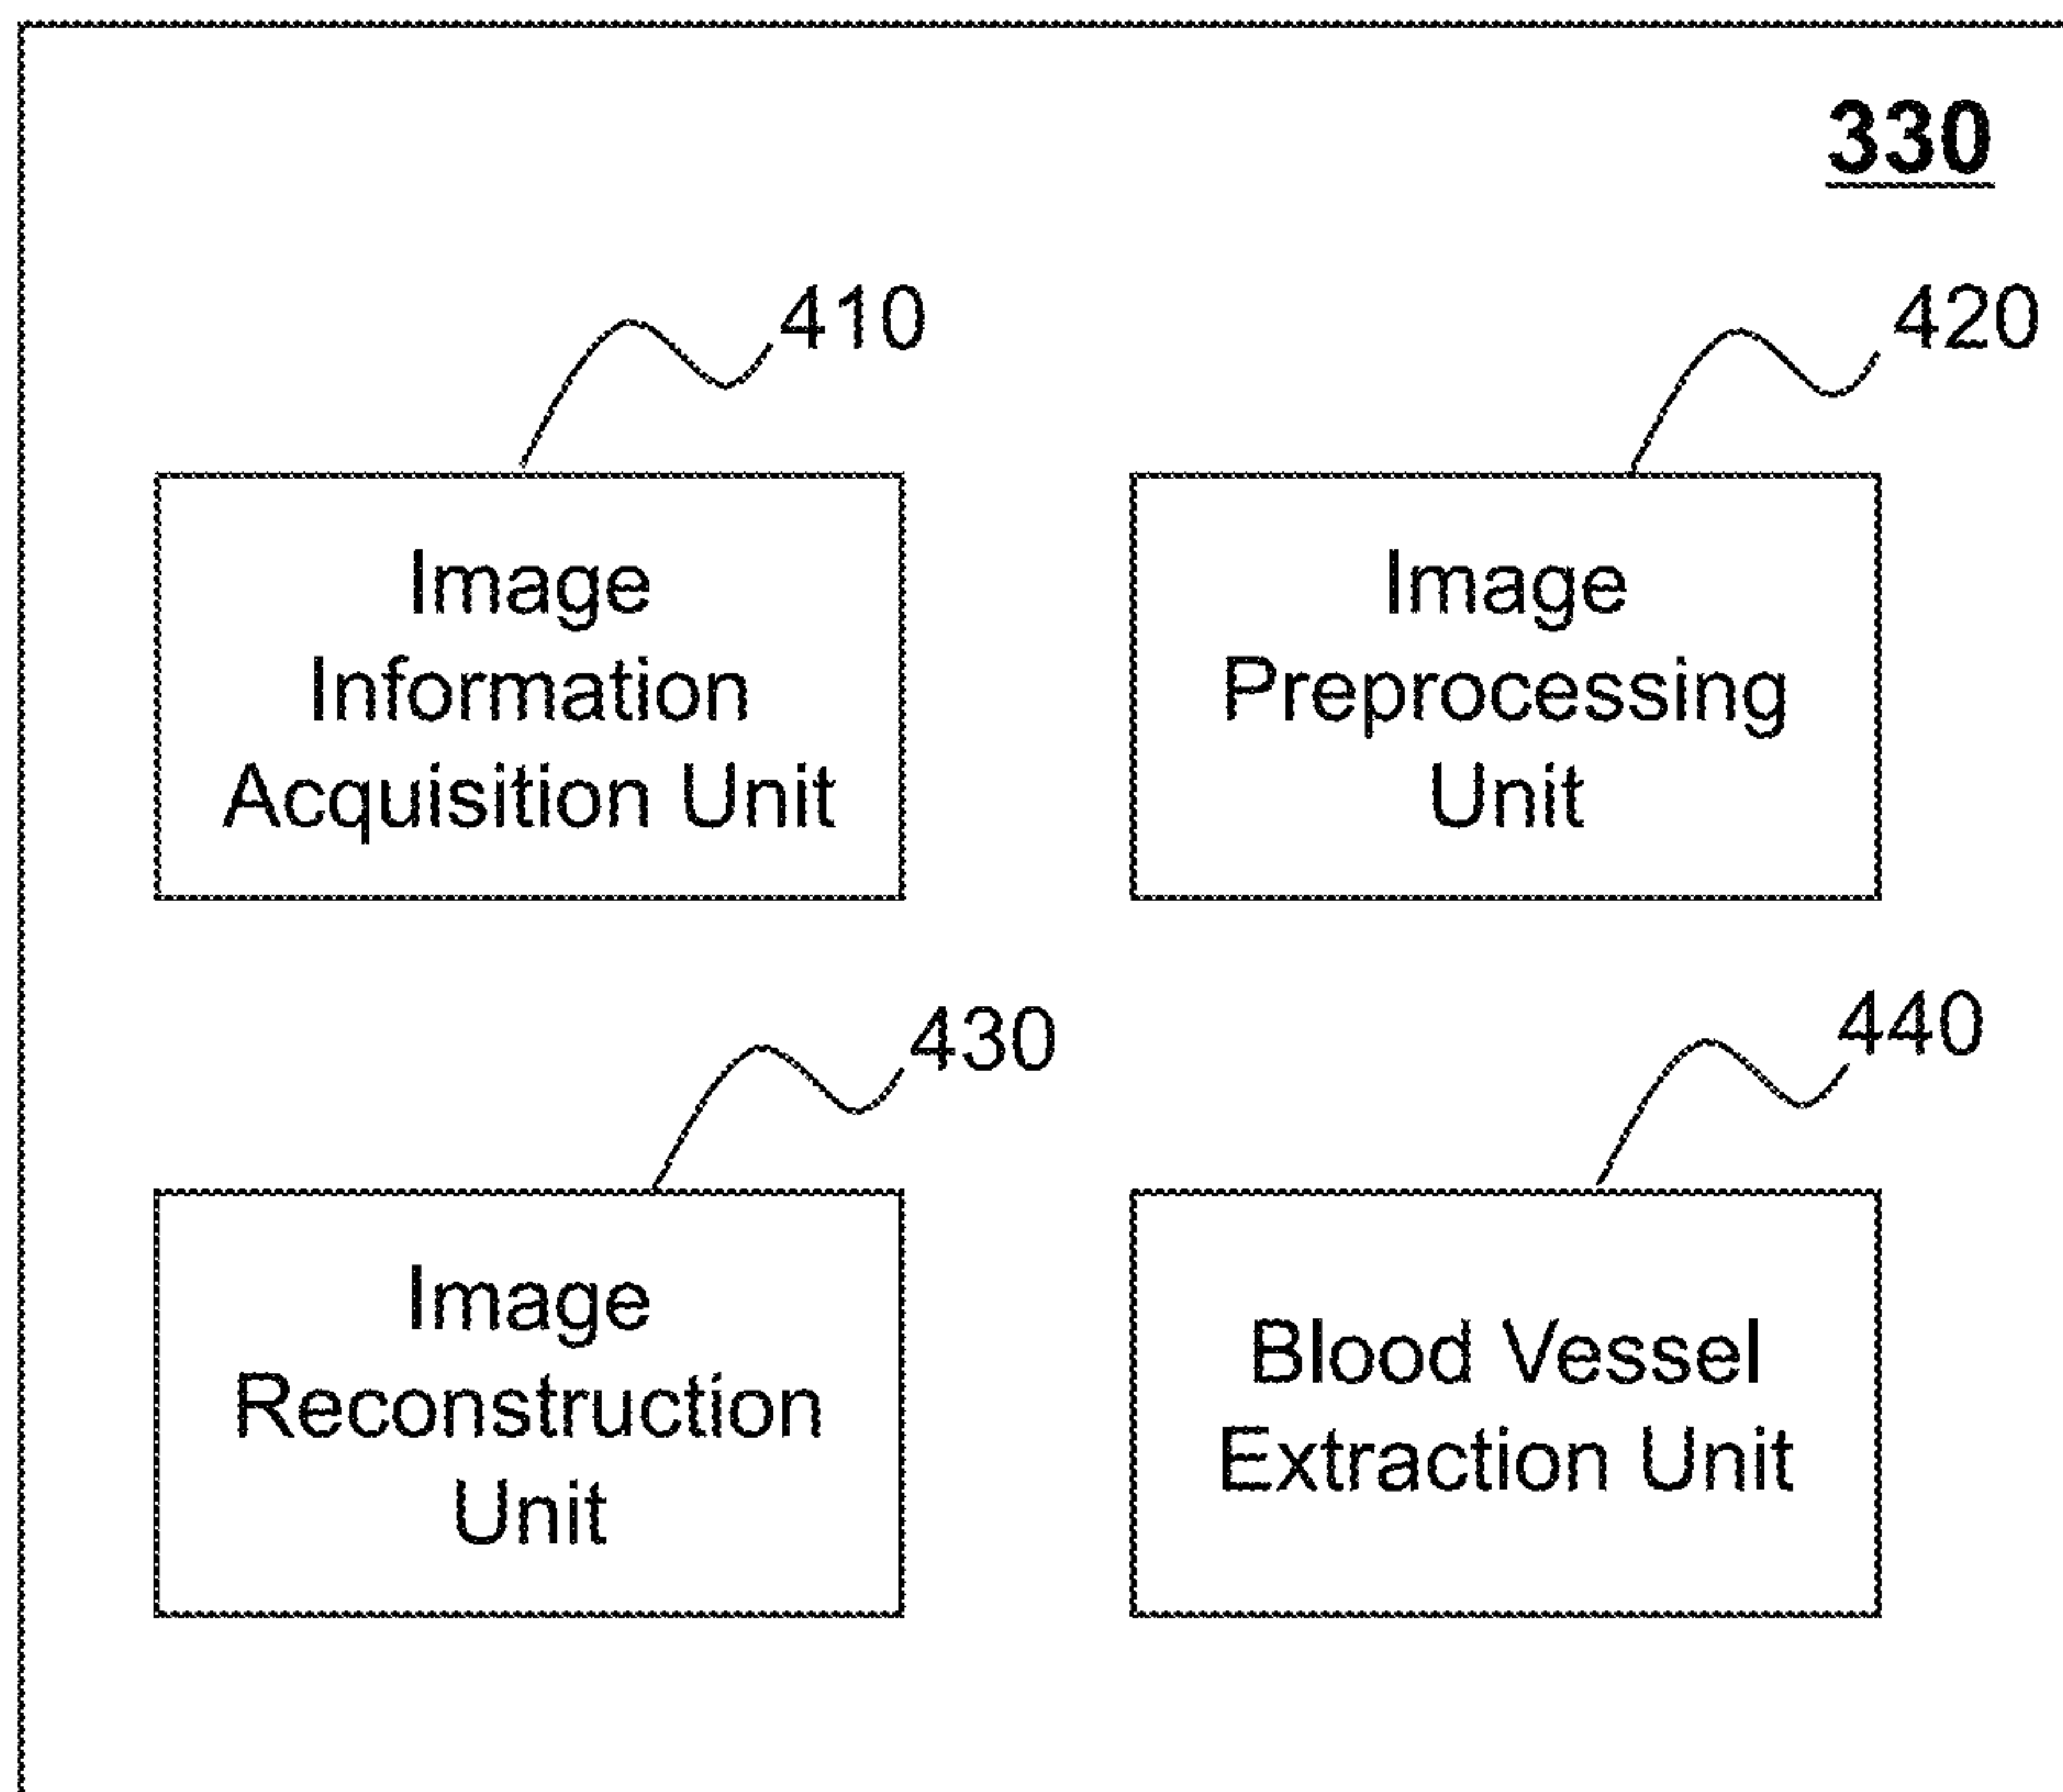 330
410
420
Image
Information
Acquisition Unit
Image
Preprocessing
Unit
430
440
Image
Reconstruction
Unit
Blood Vessel
Extraction Unit